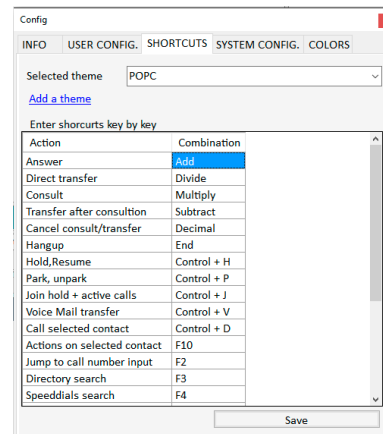 Config
INFO USER CONFIG. SHORTCUTS SYSTEM CONFIG. COLORS
Selected theme POPC
Add a theme
Enter shorcurts key by key
Action Combination
Answer Add
Direct transfer Divide
Consult Multiply
Transfer after consultion Subtract
Cancel consult/transfer Decimal
Hangup End
Hold,Resume Control + H
Park, unpark Control + P
Join hold + active calls Control + J
Voice Mail transfer Control + V
Call selected contact Control + D
Actions on selected contact F10
Jump to call number input F2
Directory search F3
Speeddials search F4
Save